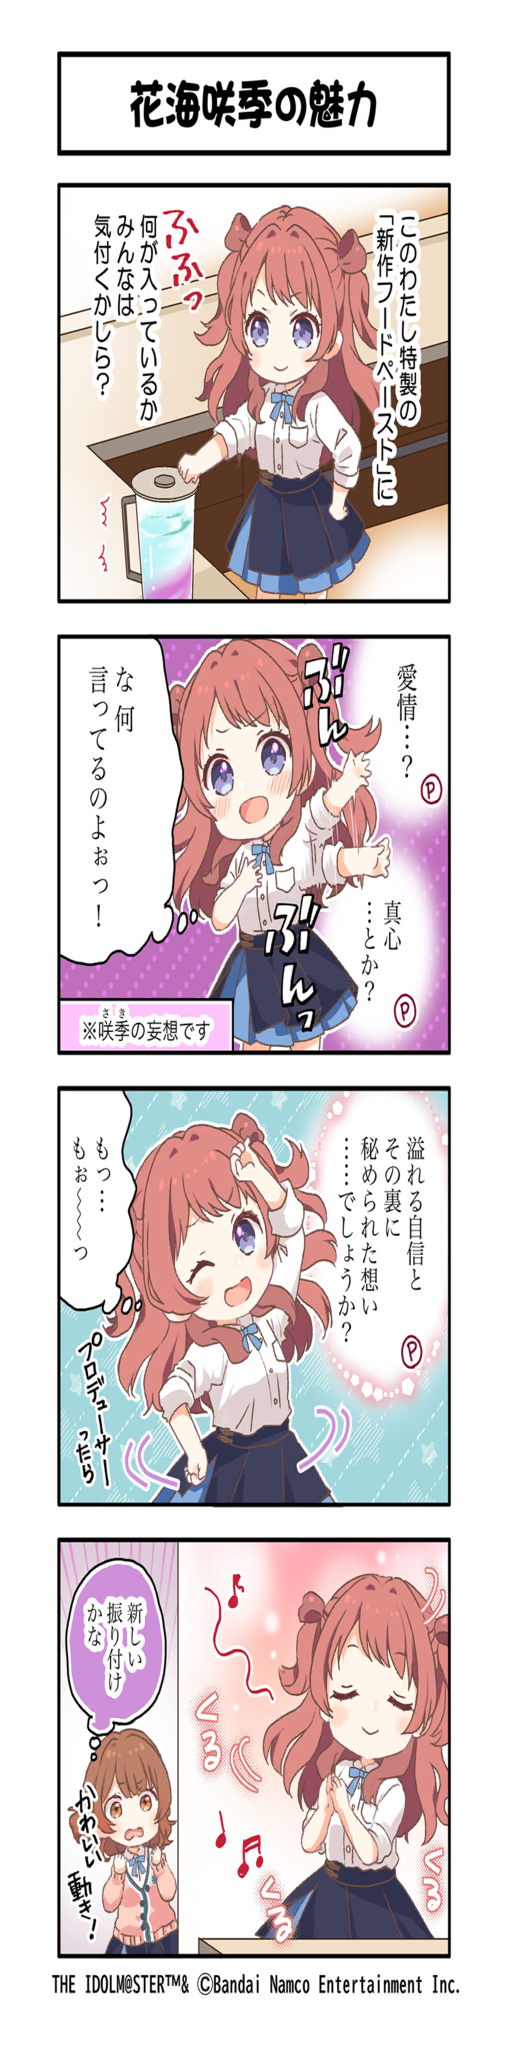 花海咲季の魅力
このわたし特製の
「新作フードペースト」に
何が入っているか
みんなは
気付くかしら？
ふふっ
愛情…？
P
真心
…とか？
P
ぶん
ぶんっ
な 何
言ってるのよぉっ！
※咲季の妄想です
さき
溢れる自信と
その裏に
秘められた想い
……でしょうか？
P
もっ…
もぉ～～～っ
プロデューサー
ったら
くる
くる
くる
新しい
振り付け
かな
かわいい
動き！
THE IDOLM@STER™& ©Bandai Namco Entertainment Inc.